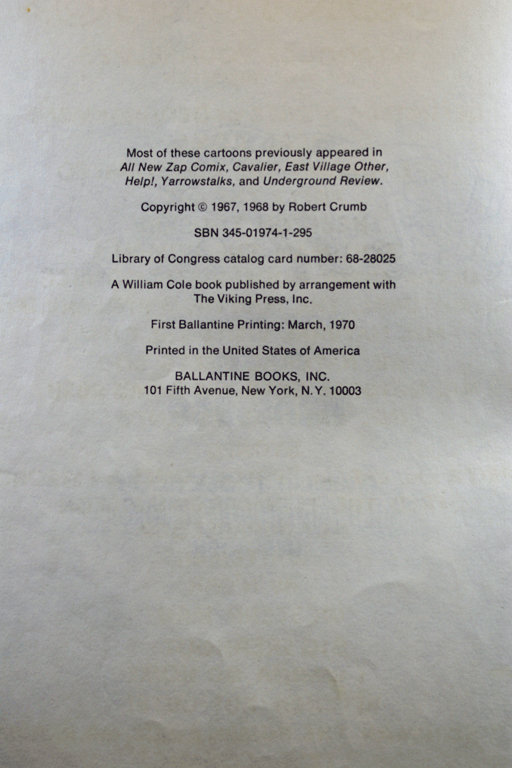 Most of these cartoons previously appeared in
All New Zap Comix, Cavalier, East Village Other,
Help!, Yarrowstalks, and Underground Review.
Copyright © 1967, 1968 by Robert Crumb
SBN 345-01974-1-295
Library of Congress catalog card number: 68-28025
A William Cole book published by arrangement with
The Viking Press, Inc.
First Ballantine Printing: March, 1970
Printed in the United States of America
BALLANTINE BOOKS, INC.
101 Fifth Avenue, New York, N.Y. 10003